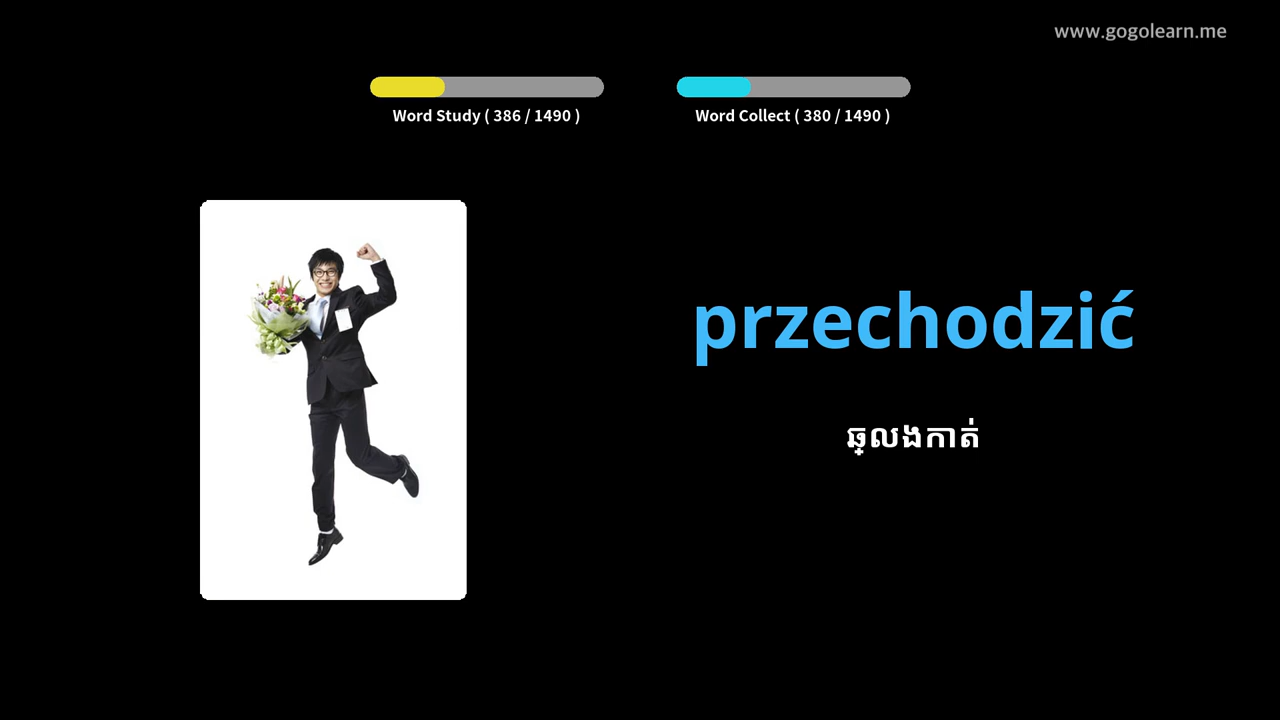 www.gogolearn.me
Word Study ( 386 / 1490 )
Word Collect ( 380 / 1490 )
przechodzić
ឆ្លងកាត់